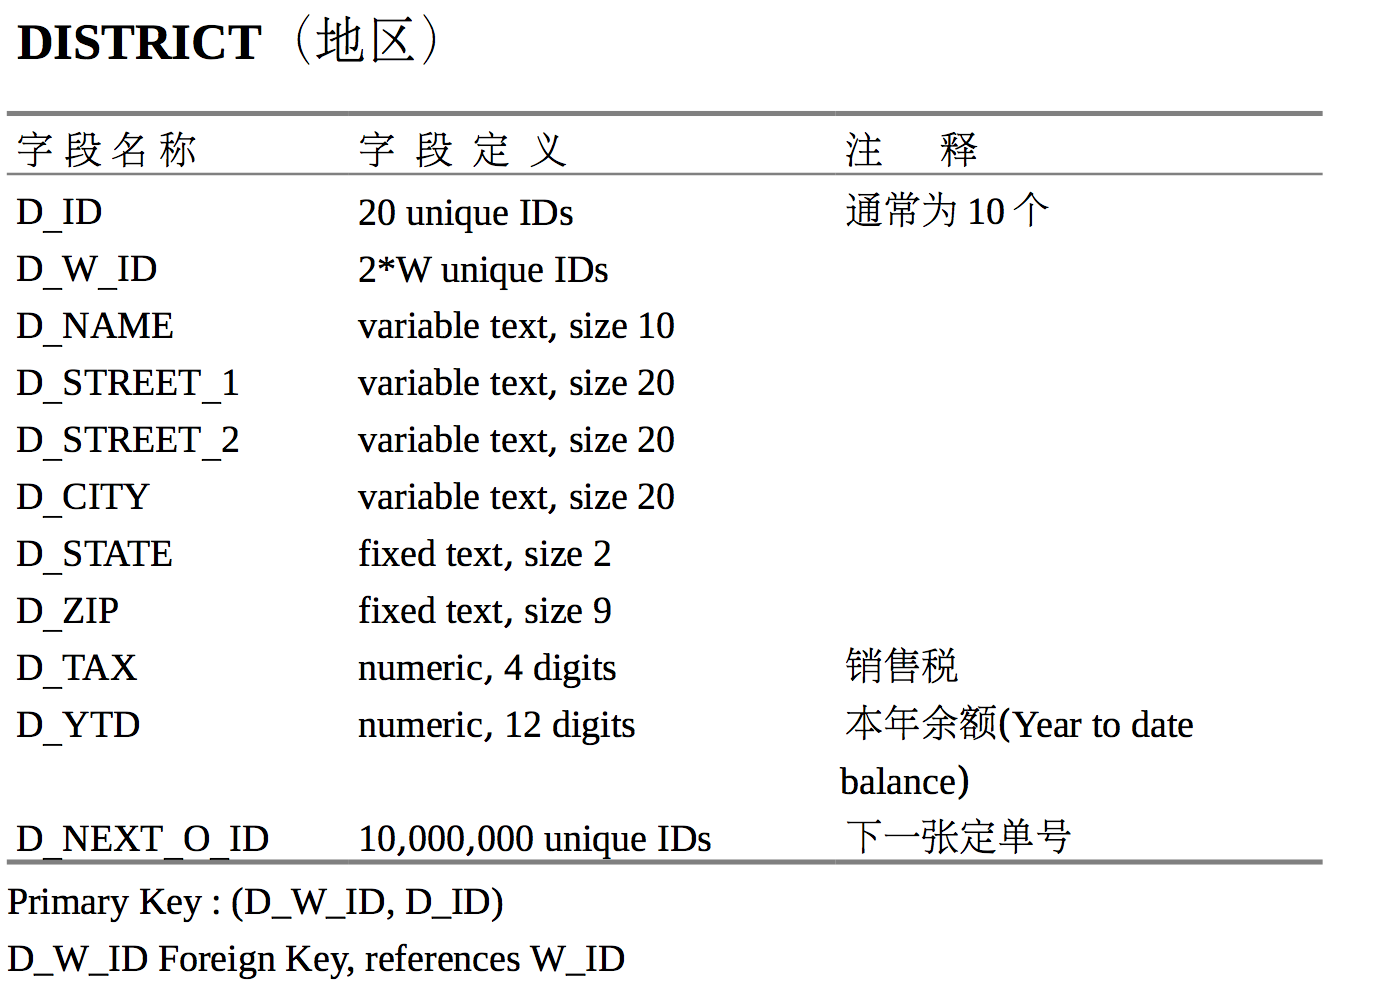 DISTRICT（地区）
字段名称 字段定义 注 释
D_ID 20 unique IDs 通常为 10 个
D_W_ID 2*W unique IDs
D_NAME variable text, size 10
D_STREET_1 variable text, size 20
D_STREET_2 variable text, size 20
D_CITY variable text, size 20
D_STATE fixed text, size 2
D_ZIP fixed text, size 9
D_TAX numeric, 4 digits 销售税
D_YTD numeric, 12 digits 本年余额(Year to date
balance)
D_NEXT_O_ID 10,000,000 unique IDs 下一张定单号
Primary Key : (D_W_ID, D_ID)
D_W_ID Foreign Key, references W_ID